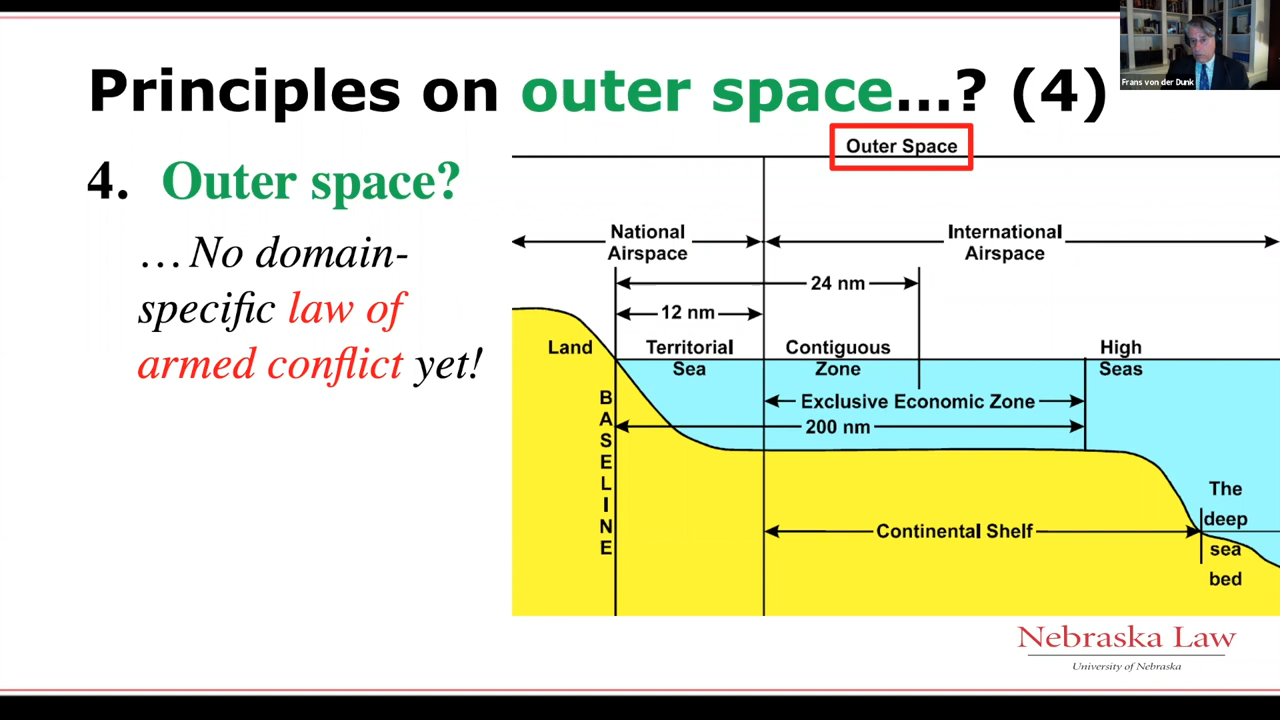 Principles on outer space...? (4)
Frans von der Dunk
4. Outer space?
...No domain-
specific law of
armed conflict yet!
Outer Space
National
Airspace
International
Airspace
24 nm
12 nm
Land
Territorial
Sea
Contiguous
Zone
High
Seas
BASELINE
Exclusive Economic Zone
200 nm
Continental Shelf
The
deep
sea
bed
Nebraska Law
University of Nebraska